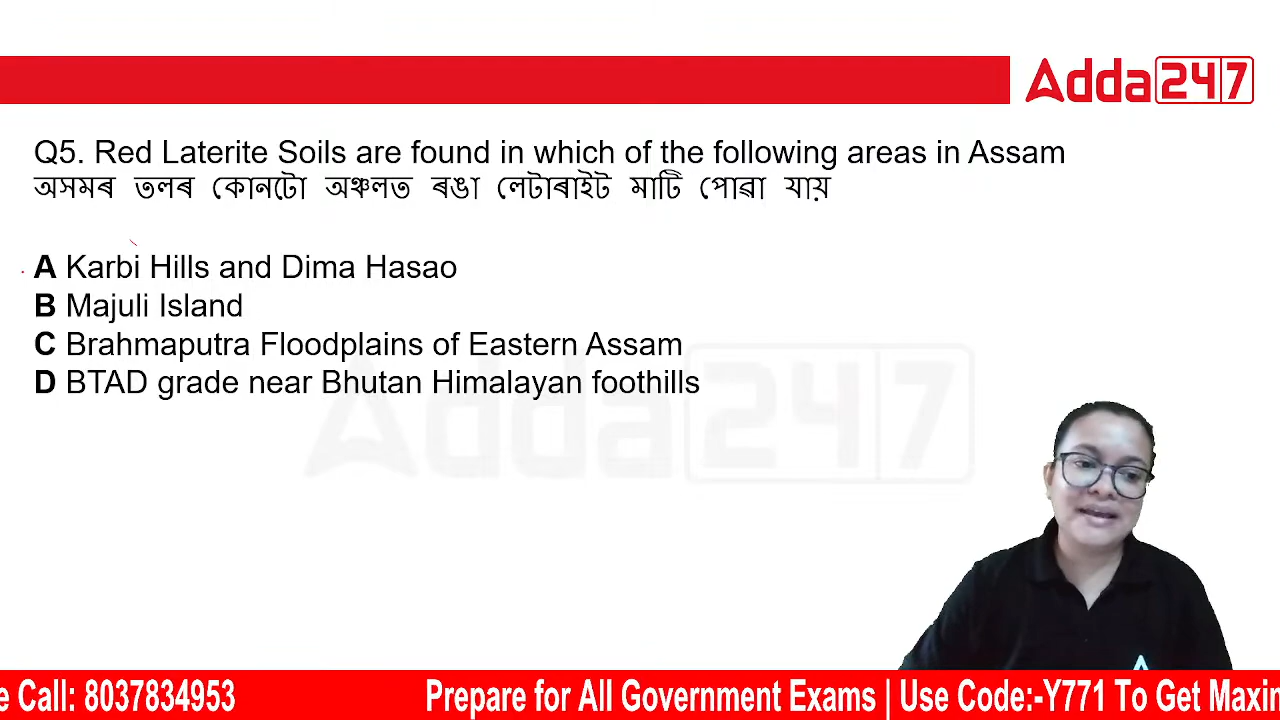 Adda247
Q5. Red Laterite Soils are found in which of the following areas in Assam
অসমৰ তলৰ কোনটো অঞ্চলত ৰঙা লেটাৰাইট মাটি পোৱা যায়
A Karbi Hills and Dima Hasao
B Majuli Island
C Brahmaputra Floodplains of Eastern Assam
D BTAD grade near Bhutan Himalayan foothills
Adda247
e Call: 8037834953 Prepare for All Government Exams | Use Code:-Y771 To Get Maxin